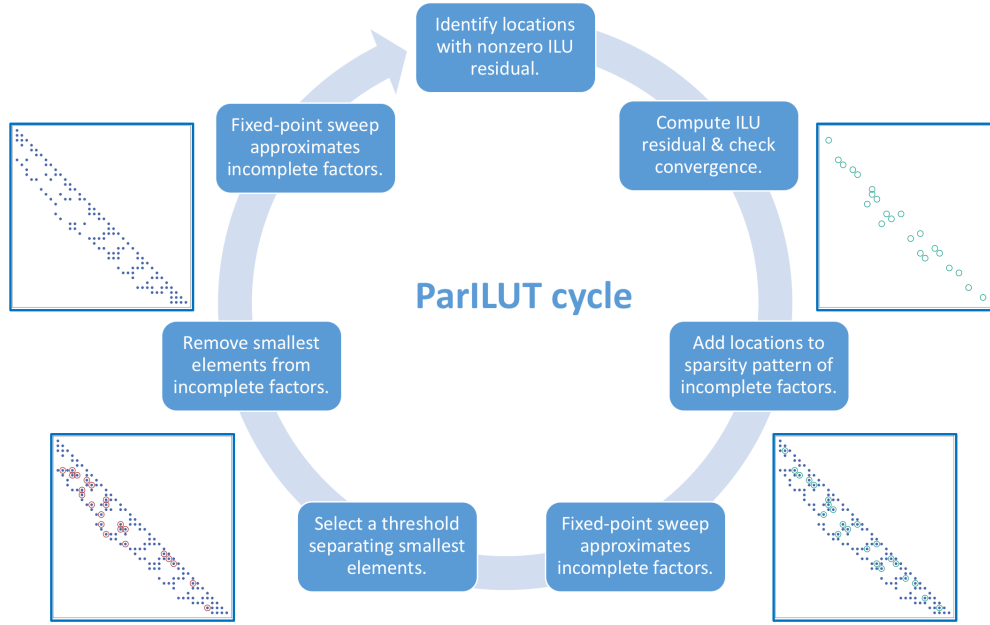 Identify locations
with nonzero ILU
residual.
Compute ILU
residual & check
convergence.
Add locations to
sparsity pattern of
incomplete factors.
Fixed-point sweep
approximates
incomplete factors.
Select a threshold
separating smallest
elements.
Remove smallest
elements from
incomplete factors.
Fixed-point sweep
approximates
incomplete factors.
ParILUT cycle